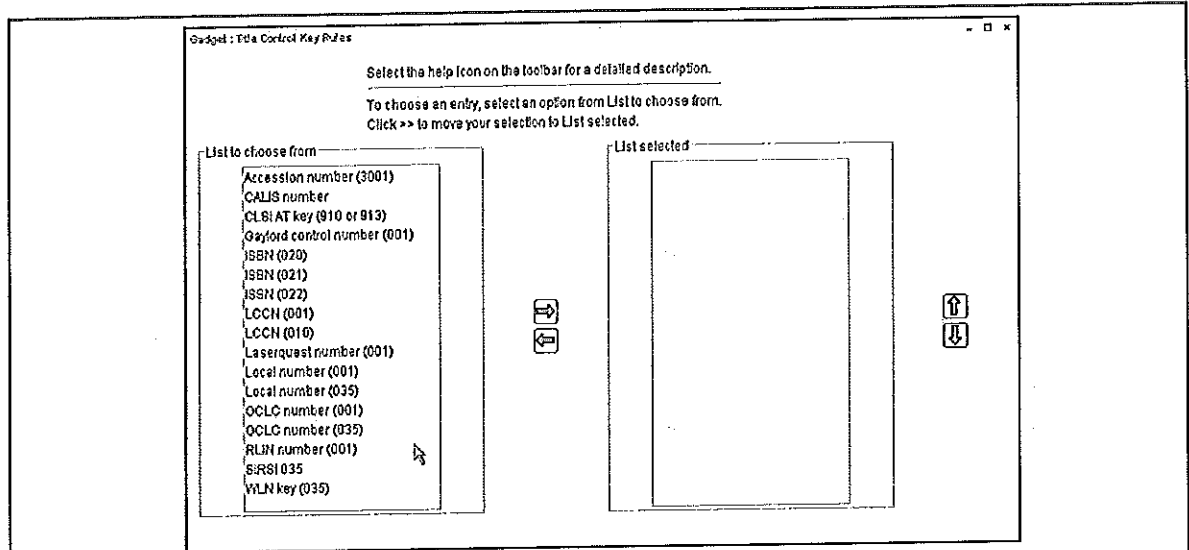 Gadget : Title Control Key Rules
Select the help icon on the toolbar for a detailed description.
To choose an entry, select an option from List to choose from.
Click >> to move your selection to List selected.
List to choose from
List selected
Accession number (3001)
CALIS number
CLSI AT key (910 or 913)
Gaylord control number (001)
ISBN (020)
ISBN (021)
ISSN (022)
LCCN (001)
LCCN (010)
Laserquest number (001)
Local number (001)
Local number (035)
OCLC number (001)
OCLC number (035)
RLIN number (001)
SIRSI 035
WLN key (035)